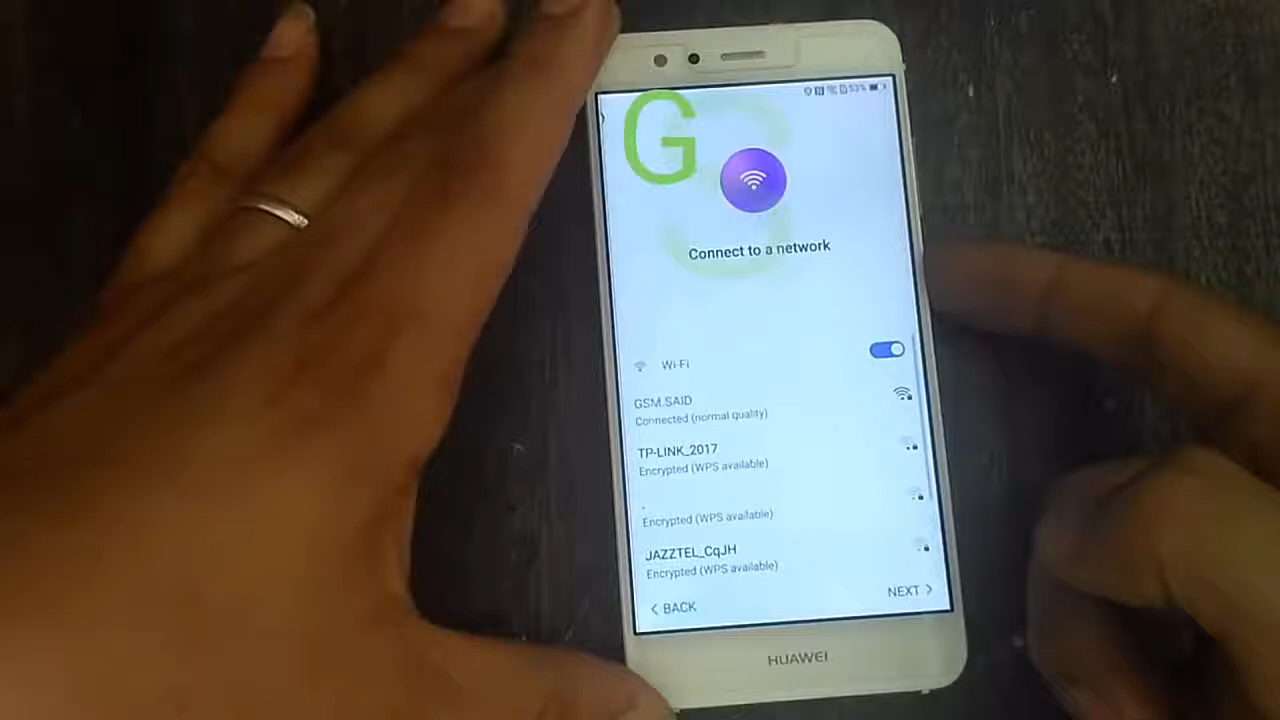 53%
G
S
Connect to a network
Wi-Fi
GSM.SAID
Connected (normal quality)
TP-LINK_2017
Encrypted (WPS available)
.
Encrypted (WPS available)
JAZZTEL_CqJH
Encrypted (WPS available)
BACK
NEXT
HUAWEI